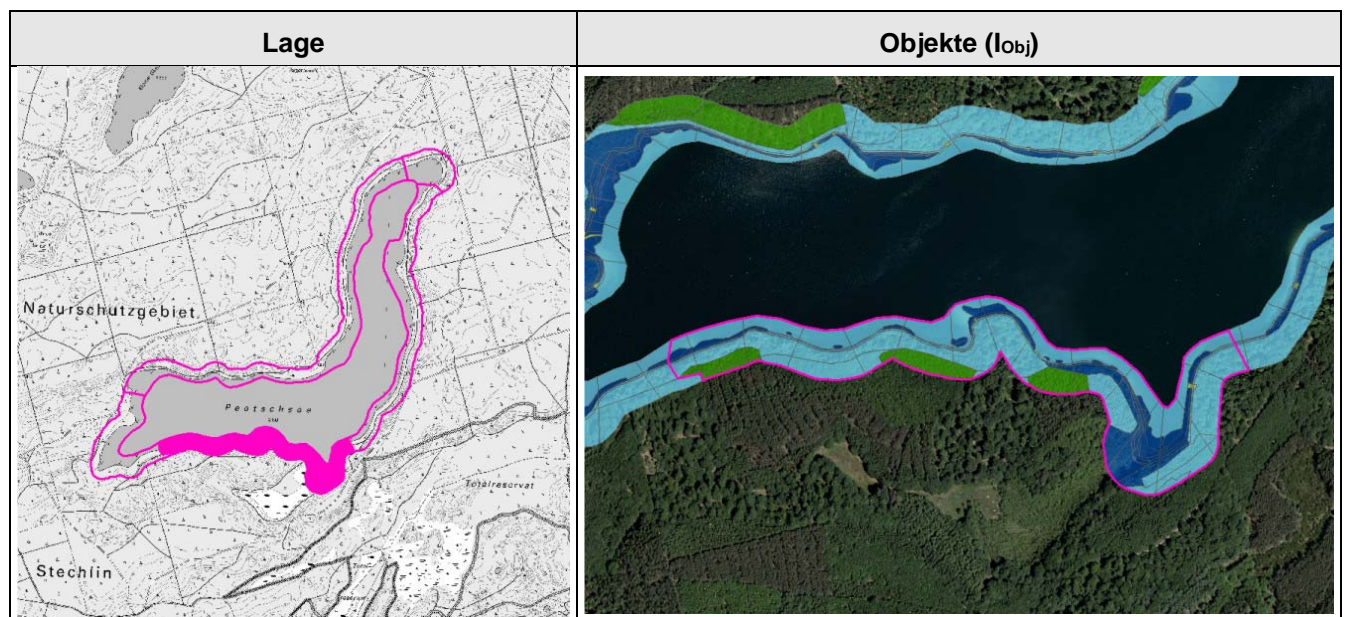 Lage
Objekte (IObj)
Naturschutzgebiet
Peetschsee
Totalreservat
Stechlin